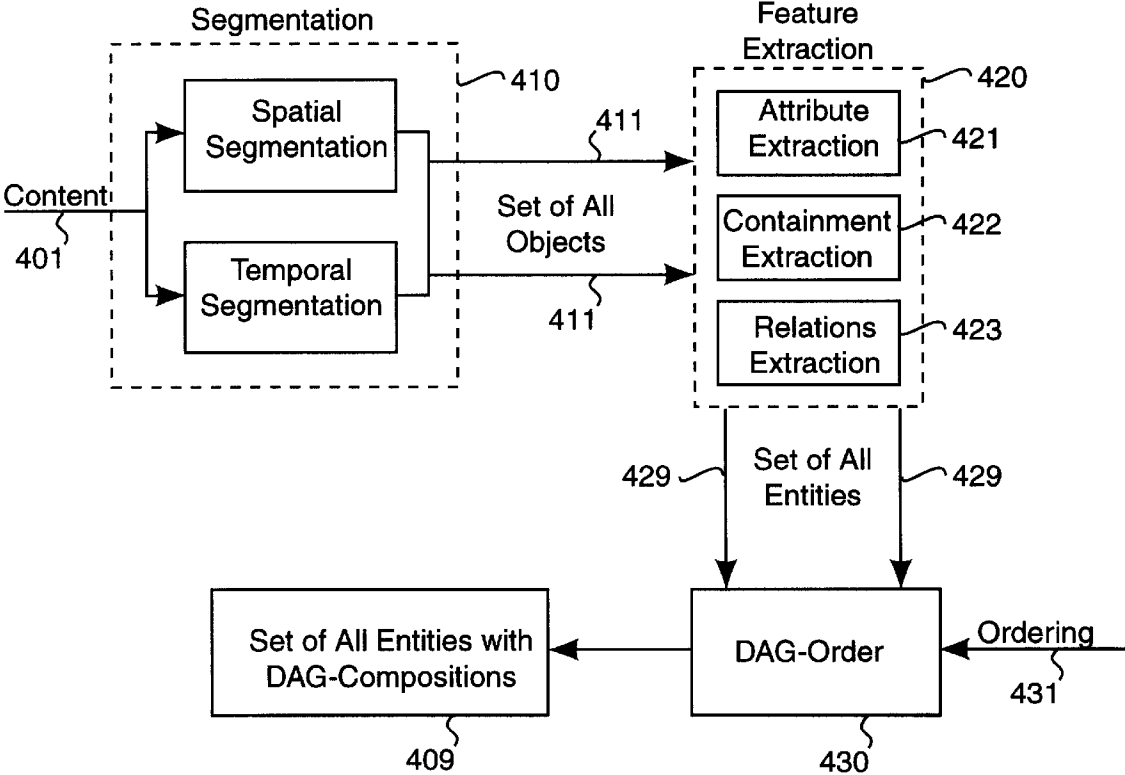 Segmentation
410
Spatial
Segmentation
Temporal
Segmentation
Content
401
411
Set of All
Objects
411
Feature
Extraction
420
Attribute
Extraction
421
Containment
Extraction
422
Relations
Extraction
423
429
Set of All
Entities
429
Set of All Entities with
DAG-Compositions
409
DAG-Order
430
Ordering
431